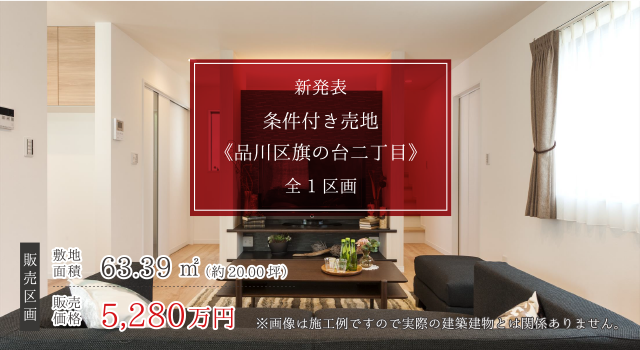 新発表
条件付き売地
《品川区旗の台二丁目》
全1区画
販売区画
敷地面積 63.39 ㎡ (約20.00坪)
販売価格 5,280万円
※画像は施工例ですので実際の建築建物とは関係ありません。